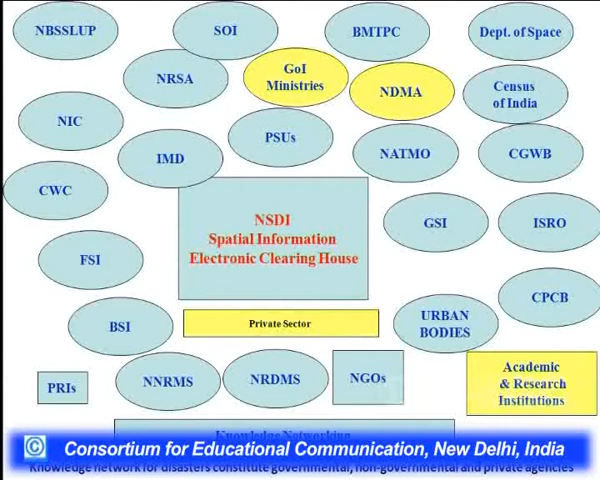 NBSSLUP
SOI
BMTPC
Dept. of Space
NRSA
GoI
Ministries
NDMA
Census
of India
NIC
PSUs
IMD
NATMO
CGWB
CWC
NSDI
Spatial Information
Electronic Clearing House
GSI
ISRO
FSI
CPCB
BSI
Private Sector
URBAN
BODIES
PRIs
NNRMS
NRDMS
NGOs
Academic
& Research
Institutions
Knowledge Networking
© Consortium for Educational Communication, New Delhi, India
Knowledge network for disasters constitute governmental, non-governmental and private agencies